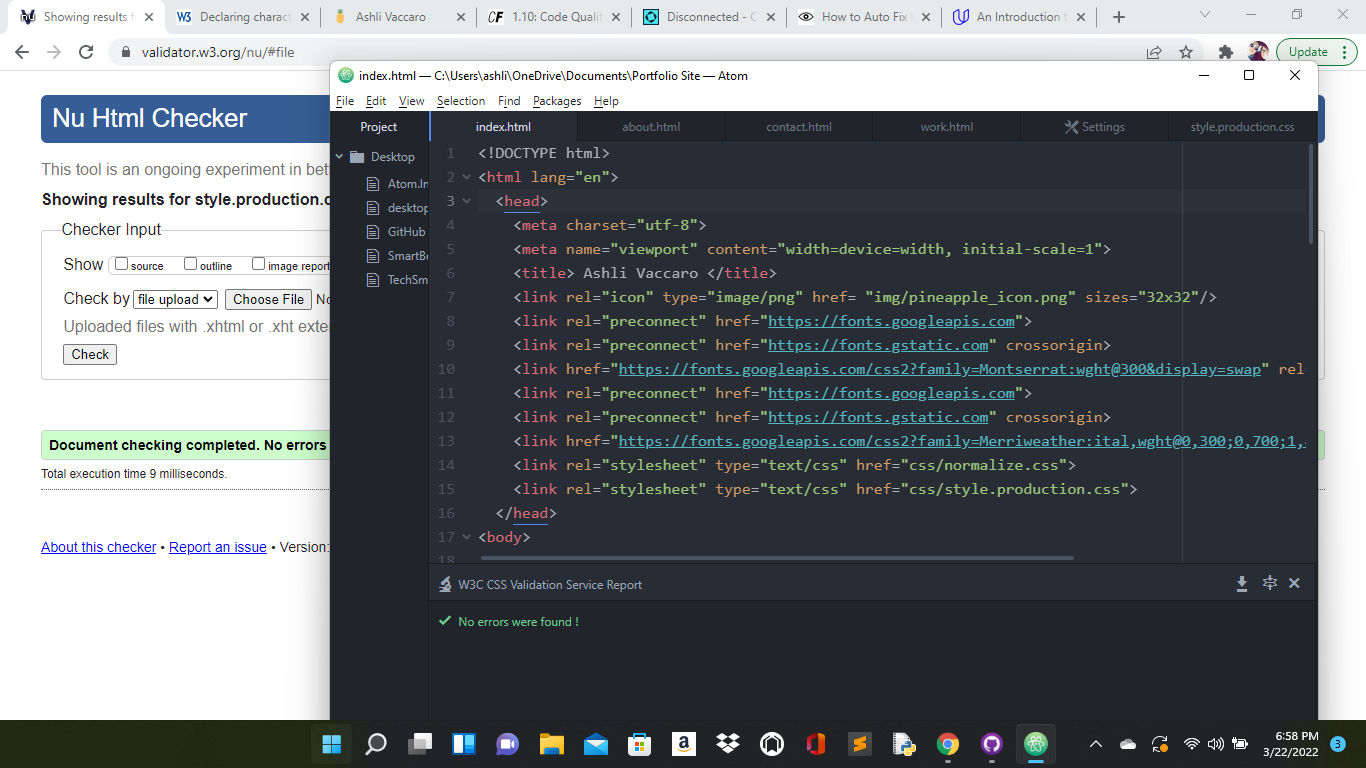 Showing results f
Declaring charact
Ashli Vaccaro
CF 1.10: Code Qualit
Disconnected - C
How to Auto Fix
An Introduction t
validator.w3.org/nu/#file
Update
Nu Html Checker
This tool is an ongoing experiment in bet
Showing results for style.production.c
Checker Input
Show source outline image report
Check by file upload Choose File No
Uploaded files with .xhtml or .xht exte
Check
Document checking completed. No errors
Total execution time 9 milliseconds.
About this checker • Report an issue • Version:
index.html — C:\Users\ashli\OneDrive\Documents\Portfolio Site — Atom
File Edit View Selection Find Packages Help
Project
index.html
about.html
contact.html
work.html
Settings
style.production.css
Desktop
Atom.ln
desktop
GitHub
SmartBe
TechSm
1 <!DOCTYPE html>
2 <html lang="en">
3 <head>
4 <meta charset="utf-8">
5 <meta name="viewport" content="width=device=width, initial-scale=1">
6 <title> Ashli Vaccaro </title>
7 <link rel="icon" type="image/png" href= "img/pineapple_icon.png" sizes="32x32"/>
8 <link rel="preconnect" href="https://fonts.googleapis.com">
9 <link rel="preconnect" href="https://fonts.gstatic.com" crossorigin>
10 <link href="https://fonts.googleapis.com/css2?family=Montserrat:wght@300&display=swap" rel
11 <link rel="preconnect" href="https://fonts.googleapis.com">
12 <link rel="preconnect" href="https://fonts.gstatic.com" crossorigin>
13 <link href="https://fonts.googleapis.com/css2?family=Merriweather:ital,wght@0,300;0,700;1,
14 <link rel="stylesheet" type="text/css" href="css/normalize.css">
15 <link rel="stylesheet" type="text/css" href="css/style.production.css">
16 </head>
17 <body>
18
W3C CSS Validation Service Report
No errors were found !
6:58 PM
3/22/2022
3